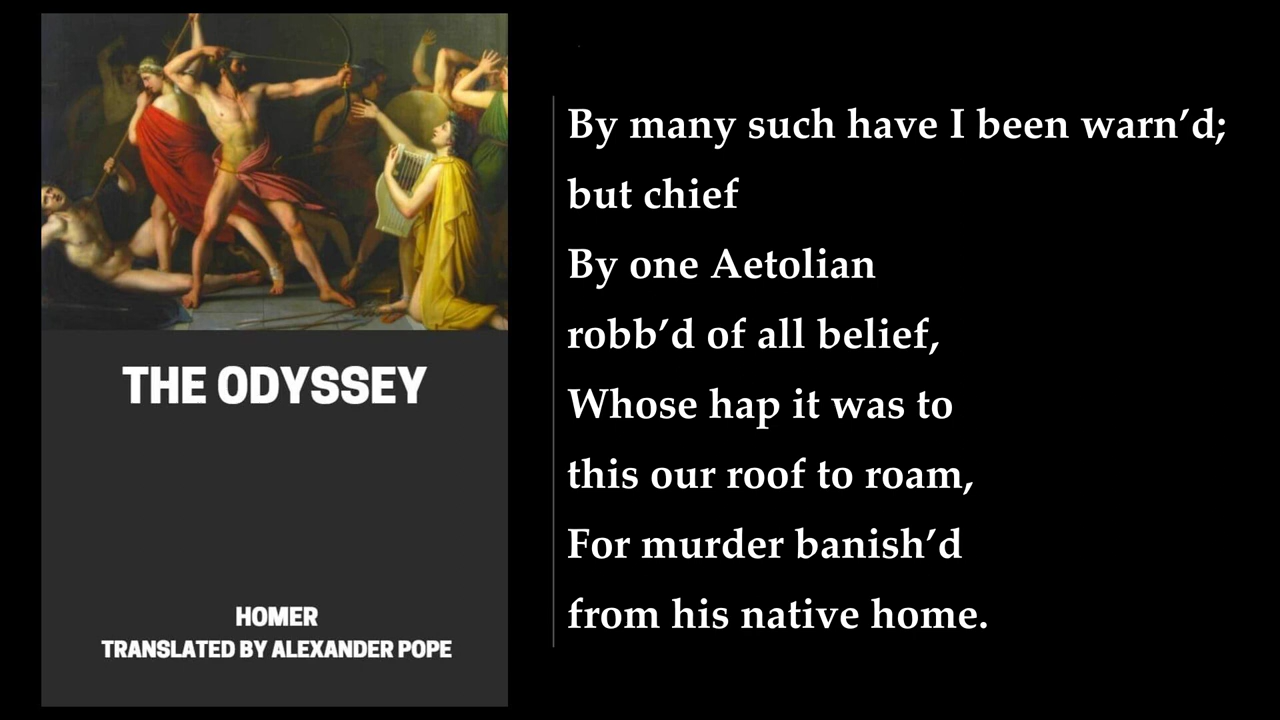 THE ODYSSEY
HOMER
TRANSLATED BY ALEXANDER POPE
By many such have I been warn’d;
but chief
By one Aetolian
robb’d of all belief,
Whose hap it was to
this our roof to roam,
For murder banish’d
from his native home.